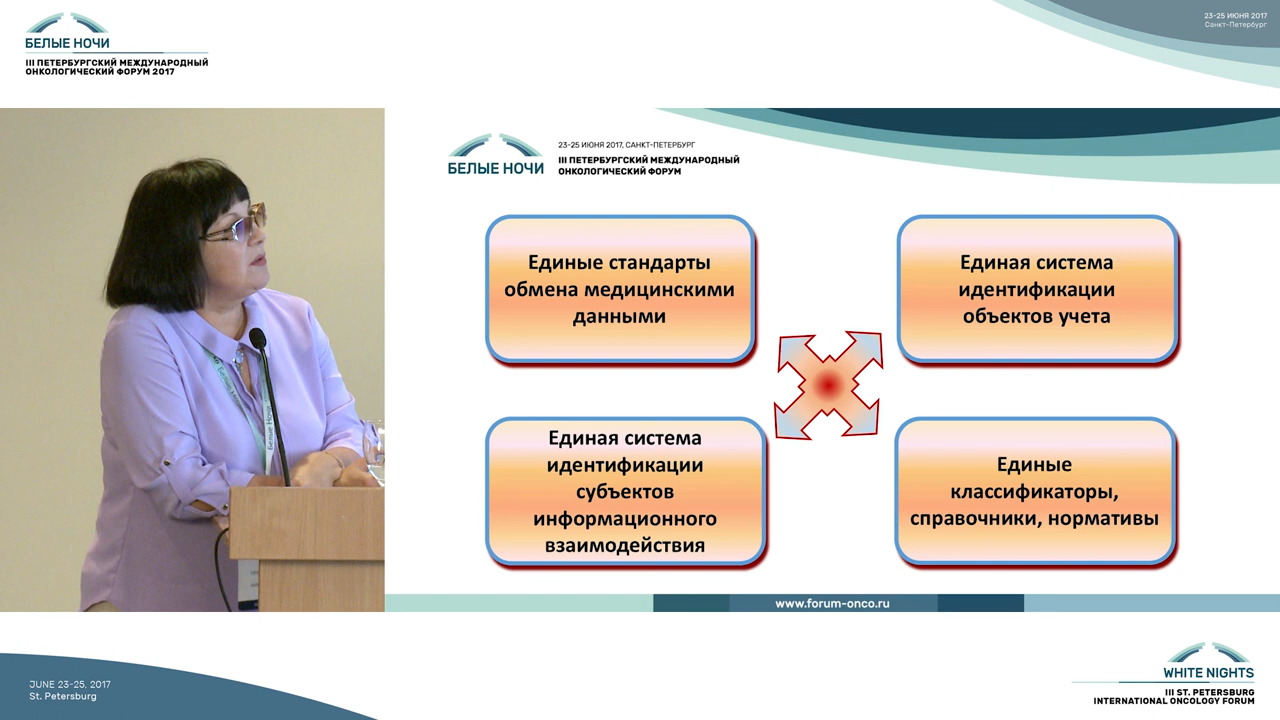 БЕЛЫЕ НОЧИ
III ПЕТЕРБУРГСКИЙ МЕЖДУНАРОДНЫЙ
ОНКОЛОГИЧЕСКИЙ ФОРУМ 2017
23-25 ИЮНЯ 2017
Санкт-Петербург
БЕЛЫЕ НОЧИ
23-25 ИЮНЯ 2017, САНКТ-ПЕТЕРБУРГ
III ПЕТЕРБУРГСКИЙ МЕЖДУНАРОДНЫЙ
ОНКОЛОГИЧЕСКИЙ ФОРУМ
Единые стандарты
обмена медицинскими
данными
Единая система
идентификации
объектов учета
Единая система
идентификации
субъектов
информационного
взаимодействия
Единые
классификаторы,
справочники, нормативы
www.forum-onco.ru
JUNE 23-25, 2017
St. Petersburg
WHITE NIGHTS
III ST. PETERSBURG
INTERNATIONAL ONCOLOGY FORUM